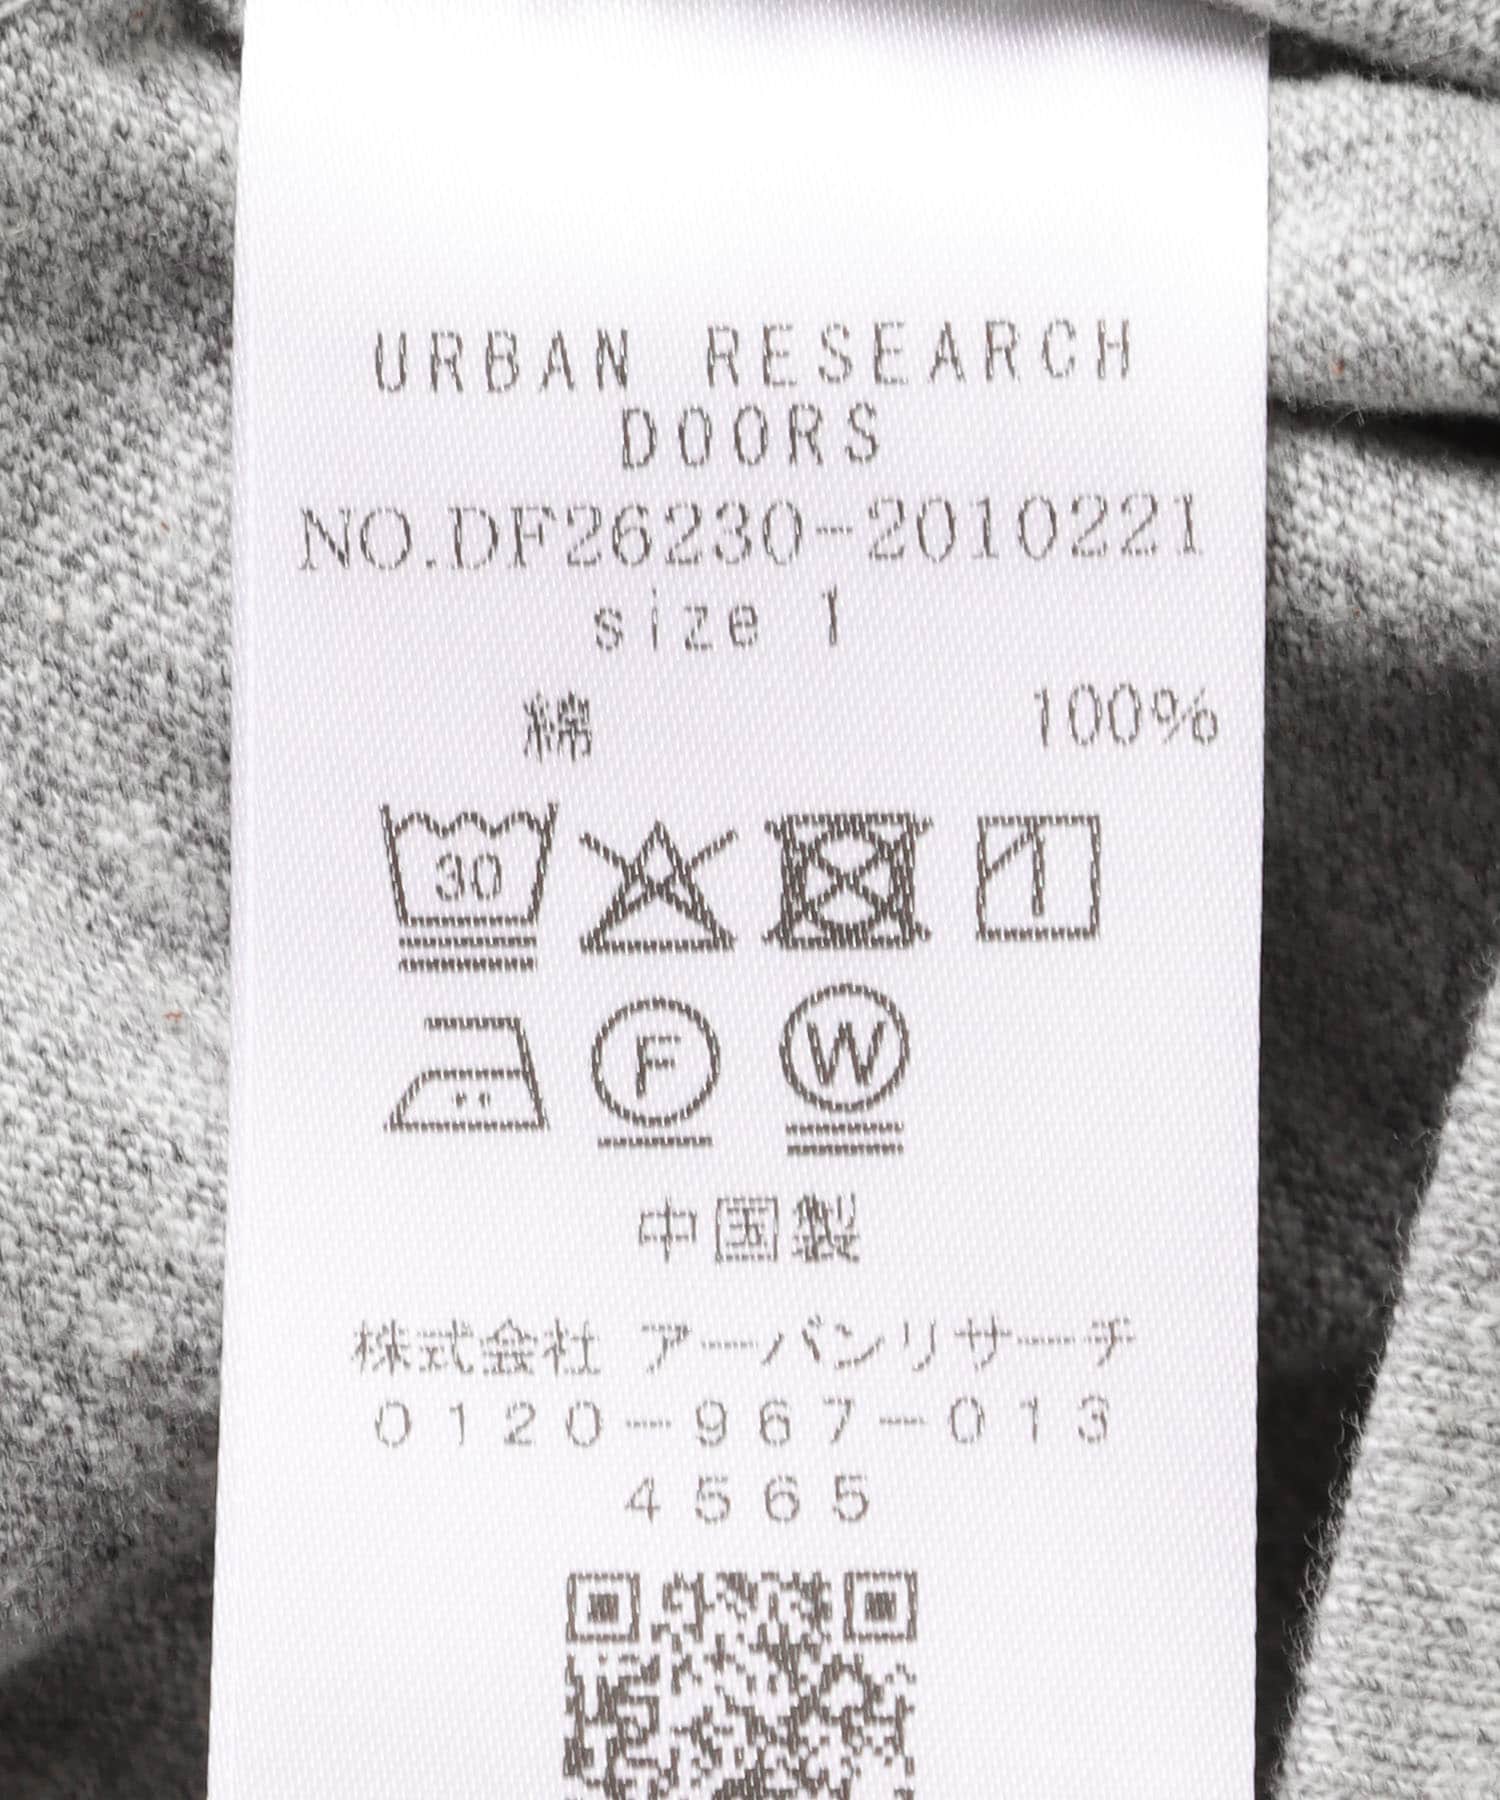 URBAN RESEARCH
DOORS
NO.DF26230-2010221
size 1
綿 100%
30
F W
中国製
株式会社 アーバンリサーチ
0120-967-013
4565